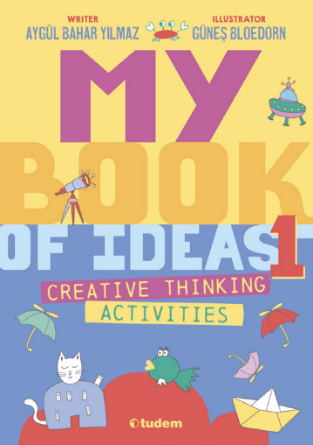 WRITER
AYGÜL BAHAR YILMAZ
ILLUSTRATOR
GÜNEŞ BLOEDORN
MY
BOOK
OF IDEAS 1
CREATIVE THINKING
ACTIVITIES
tudem